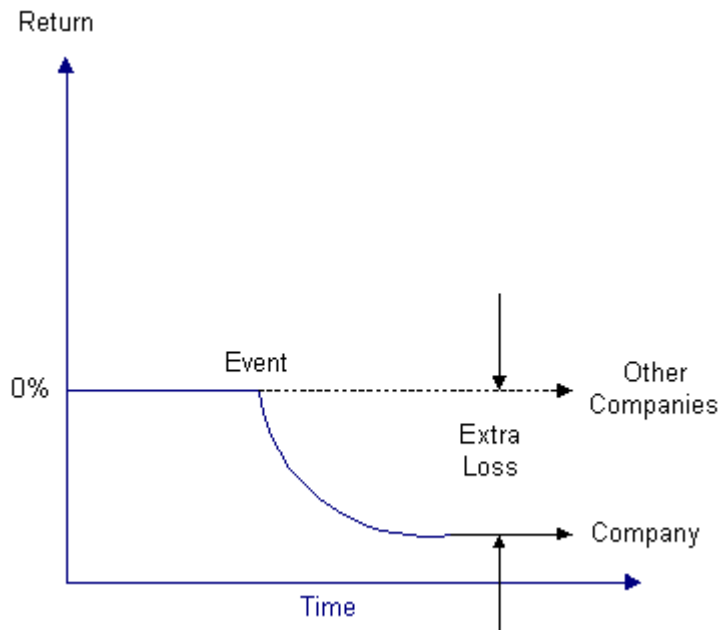 Return
Event
0%
Other
Companies
Extra
Loss
Company
Time